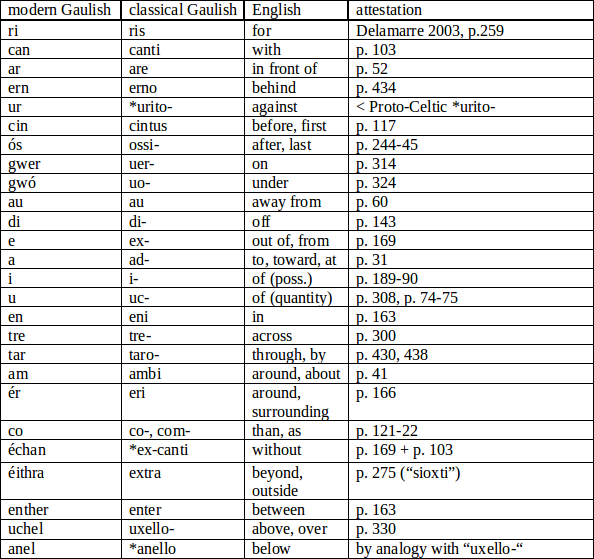 modern Gaulish classical Gaulish English attestation
ri ris for Delamarre 2003, p.259
can canti with p. 103
ar are in front of p. 52
ern erno behind p. 434
ur *urito- against < Proto-Celtic *urito-
cin cintus before, first p. 117
ós ossi- after, last p. 244-45
gwer uer- on p. 314
gwó uo- under p. 324
au au away from p. 60
di di- off p. 143
e ex- out of, from p. 169
a ad- to, toward, at p. 31
i i- of (poss.) p. 189-90
u uc- of (quantity) p. 308, p. 74-75
en eni in p. 163
tre tre- across p. 300
tar taro- through, by p. 430, 438
am ambi around, about p. 41
ér eri around, p. 166
surrounding
co co-, com- than, as p. 121-22
échan *ex-canti without p. 169 + p. 103
éithra extra beyond, p. 275 (“sioxti”)
outside
enther enter between p. 163
uchel uxello- above, over p. 330
anel *anello below by analogy with “uxello-“